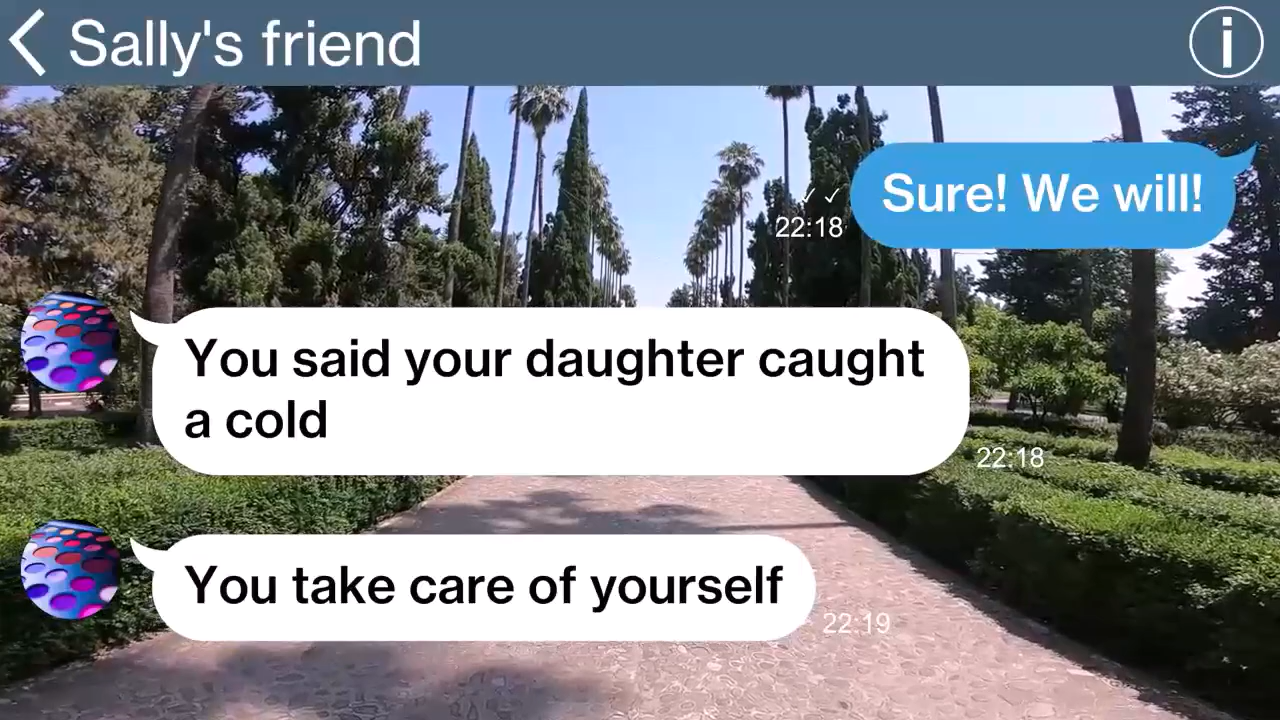 Sally's friend
Sure! We will!
22:18
You said your daughter caught
a cold
22:18
You take care of yourself
22:19